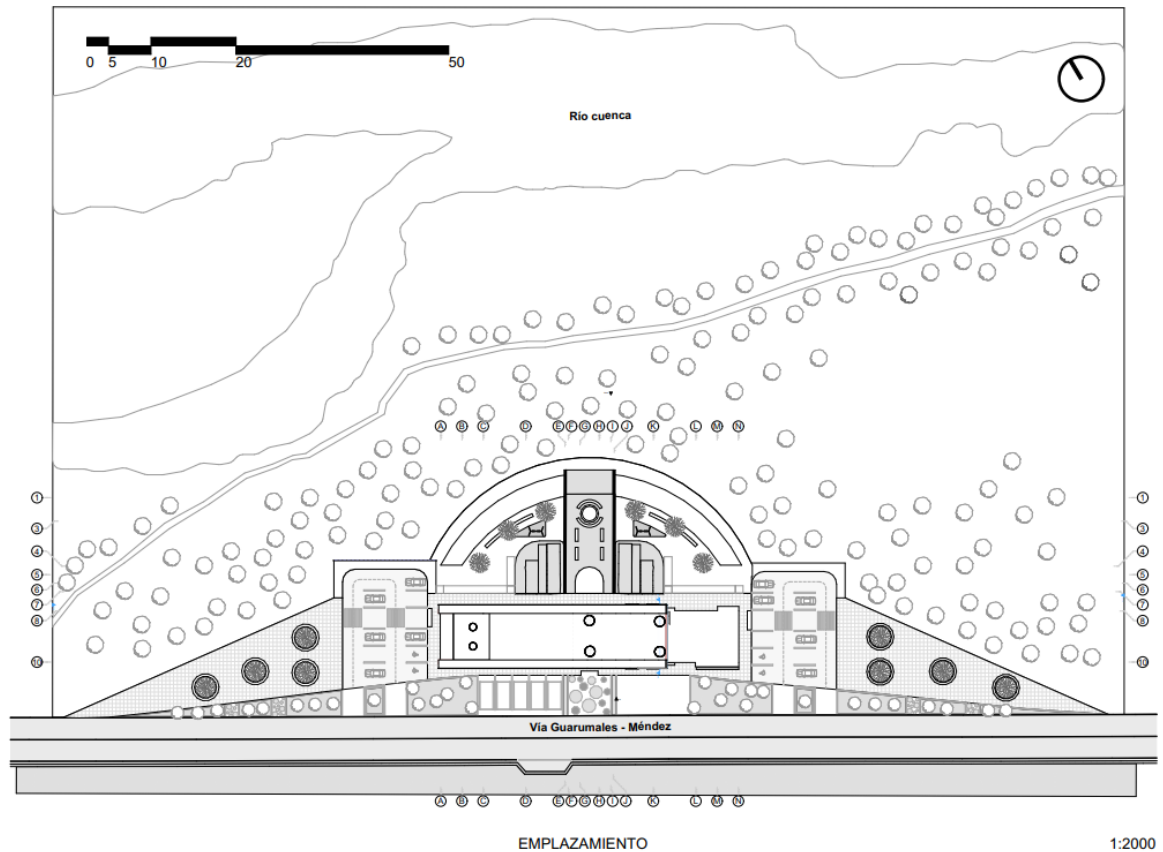 0 5 10 20 50
Río cuenca
A B C D E F G H I J K L M N
1 1
3 3
4 4
5 5
6 6
7 7
8 8
10 10
Vía Guarumales - Méndez
A B C D E F G H I J K L M N
EMPLAZAMIENTO 1:2000